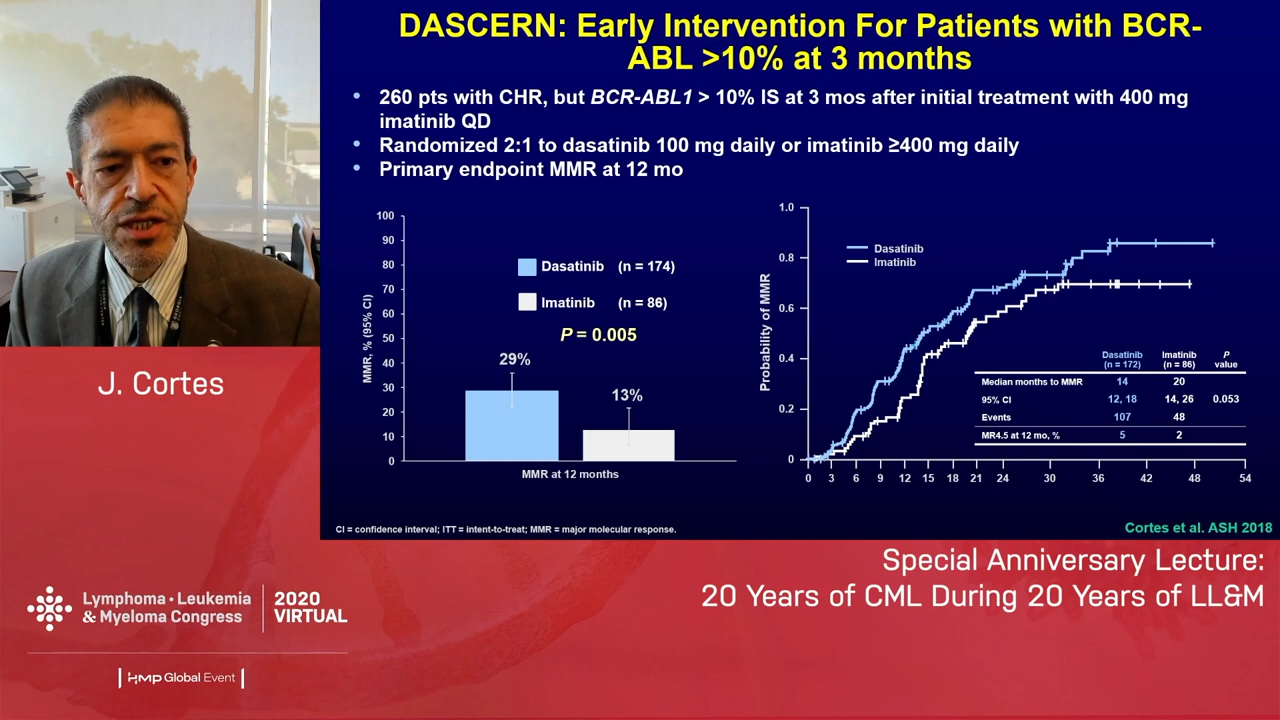 DASCERN: Early Intervention For Patients with BCR-
ABL >10% at 3 months
• 260 pts with CHR, but BCR-ABL1 > 10% IS at 3 mos after initial treatment with 400 mg
imatinib QD
• Randomized 2:1 to dasatinib 100 mg daily or imatinib ≥400 mg daily
• Primary endpoint MMR at 12 mo
MMR, % (95% CI)
100
90
80
70
60
50
40
30
20
10
0
Dasatinib (n = 174)
Imatinib (n = 86)
P = 0.005
29%
13%
MMR at 12 months
Probability of MMR
1.0
0.8
0.6
0.4
0.2
0
Dasatinib
Imatinib
Dasatinib (n = 172) Imatinib (n = 86) P value
Median months to MMR 14 20
95% CI 12, 18 14, 26 0.053
Events 107 48
MR4.5 at 12 mo, % 5 2
0 3 6 9 12 15 18 21 24 30 36 42 48 54
CI = confidence interval; ITT = intent-to-treat; MMR = major molecular response.
Cortes et al. ASH 2018
J. Cortes
Special Anniversary Lecture:
20 Years of CML During 20 Years of LL&M
Lymphoma • Leukemia
& Myeloma Congress
2020
VIRTUAL
HMP Global Event